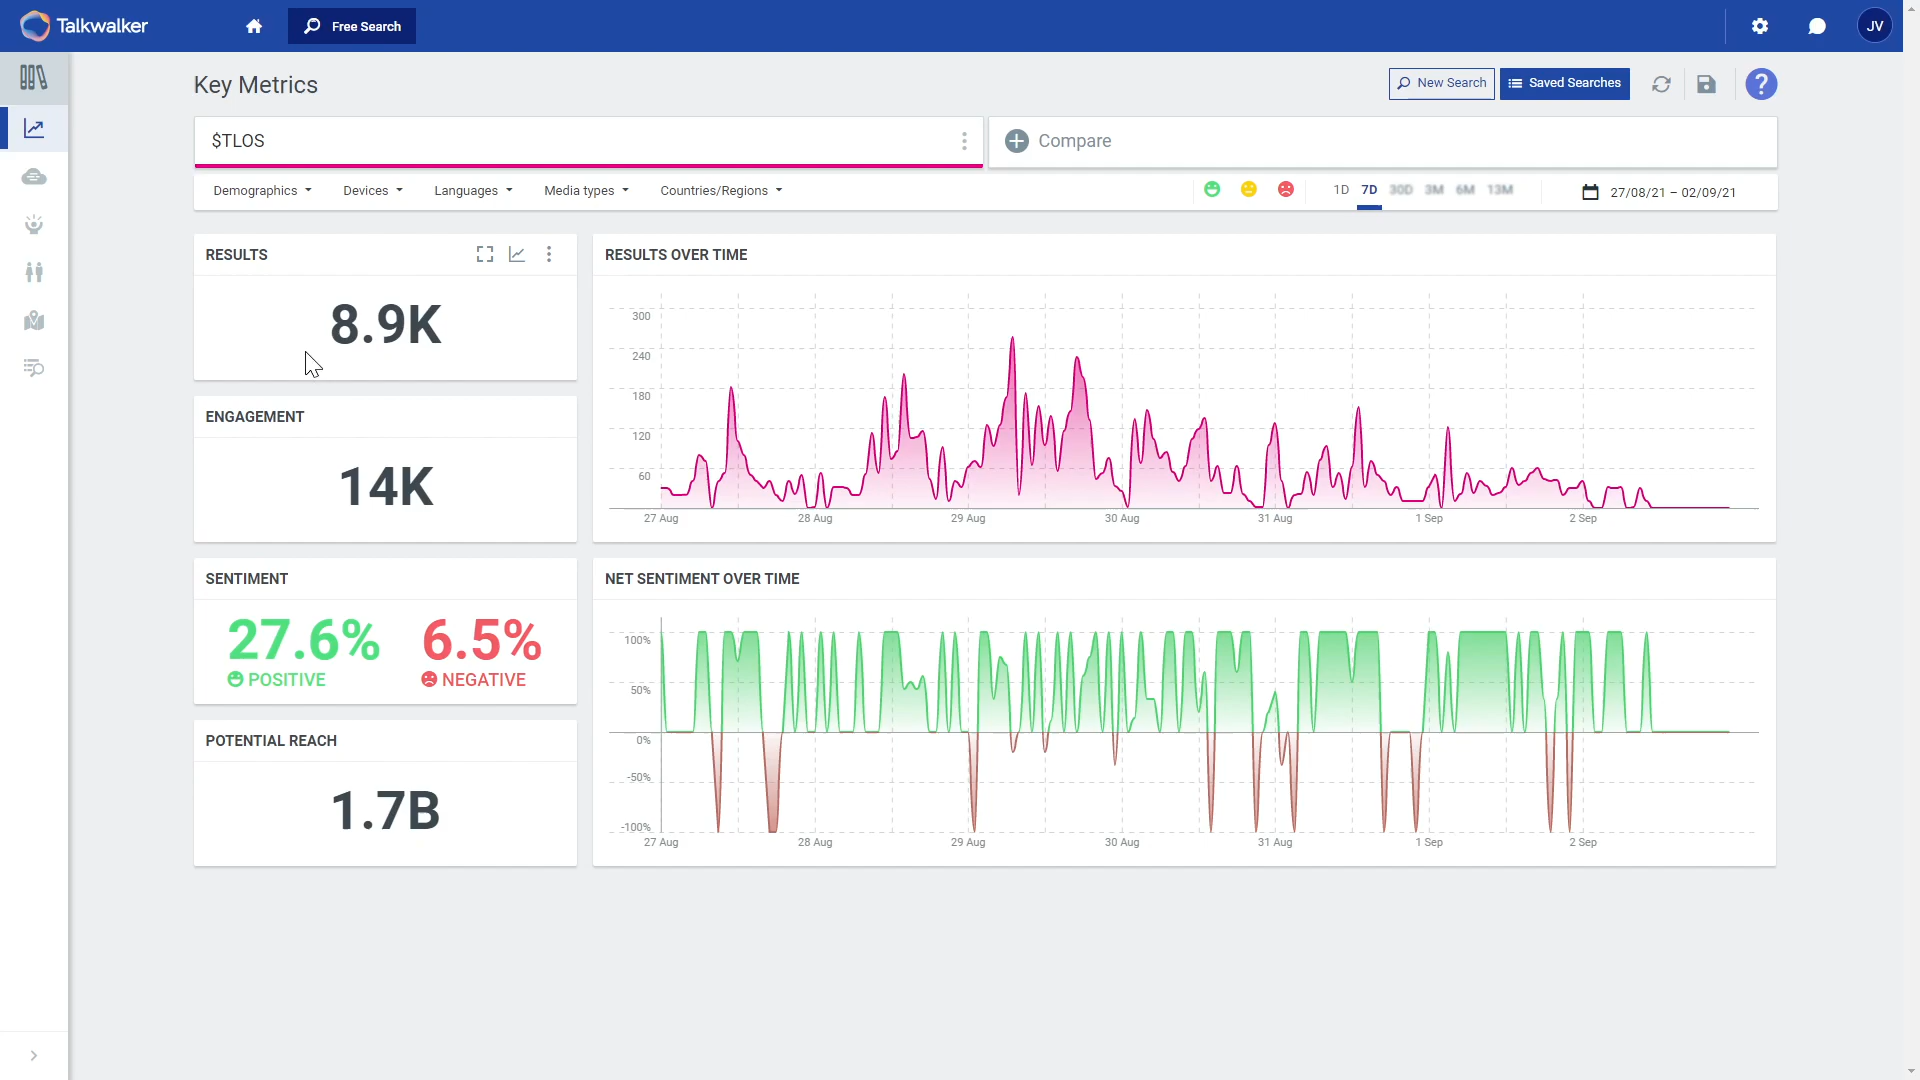 Talkwalker
Free Search
JV
Key Metrics
New Search
Saved Searches
?
$TLOS
Compare
Demographics
Devices
Languages
Media types
Countries/Regions
1D 7D 30D 3M 6M 13M
27/08/21 – 02/09/21
RESULTS
8.9K
RESULTS OVER TIME
300
240
180
120
60
27 Aug 28 Aug 29 Aug 30 Aug 31 Aug 1 Sep 2 Sep
ENGAGEMENT
14K
SENTIMENT
27.6% 6.5%
POSITIVE NEGATIVE
NET SENTIMENT OVER TIME
100%
50%
0%
-50%
-100%
27 Aug 28 Aug 29 Aug 30 Aug 31 Aug 1 Sep 2 Sep
POTENTIAL REACH
1.7B